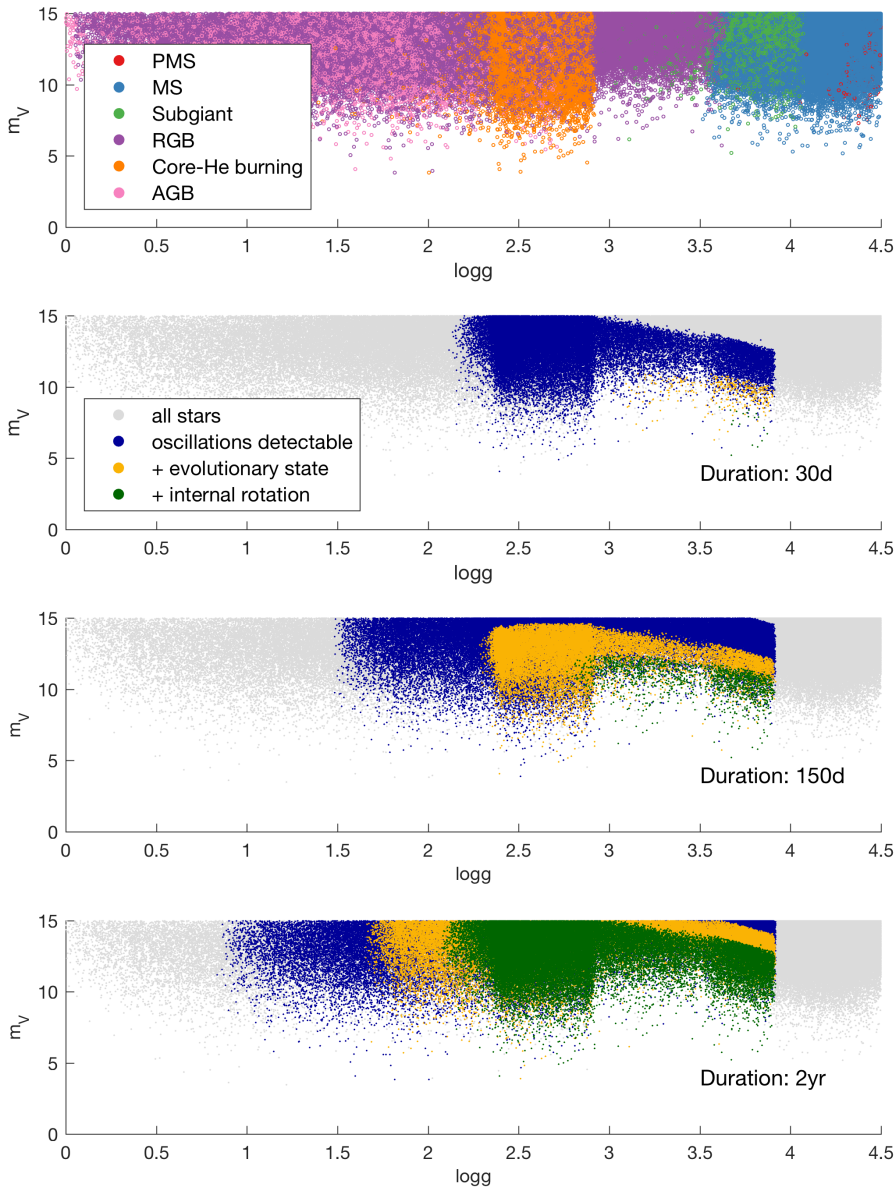 15
10
5
0
m_V
PMS
MS
Subgiant
RGB
Core-He burning
AGB
0 0.5 1 1.5 2 2.5 3 3.5 4 4.5
logg
15
10
5
0
m_V
all stars
oscillations detectable
+ evolutionary state
+ internal rotation
Duration: 30d
0 0.5 1 1.5 2 2.5 3 3.5 4 4.5
logg
15
10
5
0
m_V
Duration: 150d
0 0.5 1 1.5 2 2.5 3 3.5 4 4.5
logg
15
10
5
0
m_V
Duration: 2yr
0 0.5 1 1.5 2 2.5 3 3.5 4 4.5
logg